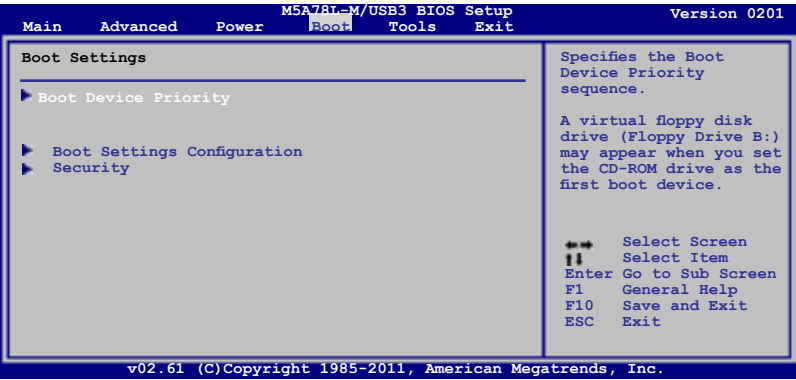 M5A78L-M/USB3 BIOS Setup Version 0201
Main Advanced Power Boot Tools Exit
Boot Settings
Boot Device Priority
Boot Settings Configuration
Security
Specifies the Boot
Device Priority
sequence.
A virtual floppy disk
drive (Floppy Drive B:)
may appear when you set
the CD-ROM drive as the
first boot device.
Select Screen
Select Item
Enter Go to Sub Screen
F1 General Help
F10 Save and Exit
ESC Exit
v02.61 (C)Copyright 1985-2011, American Megatrends, Inc.